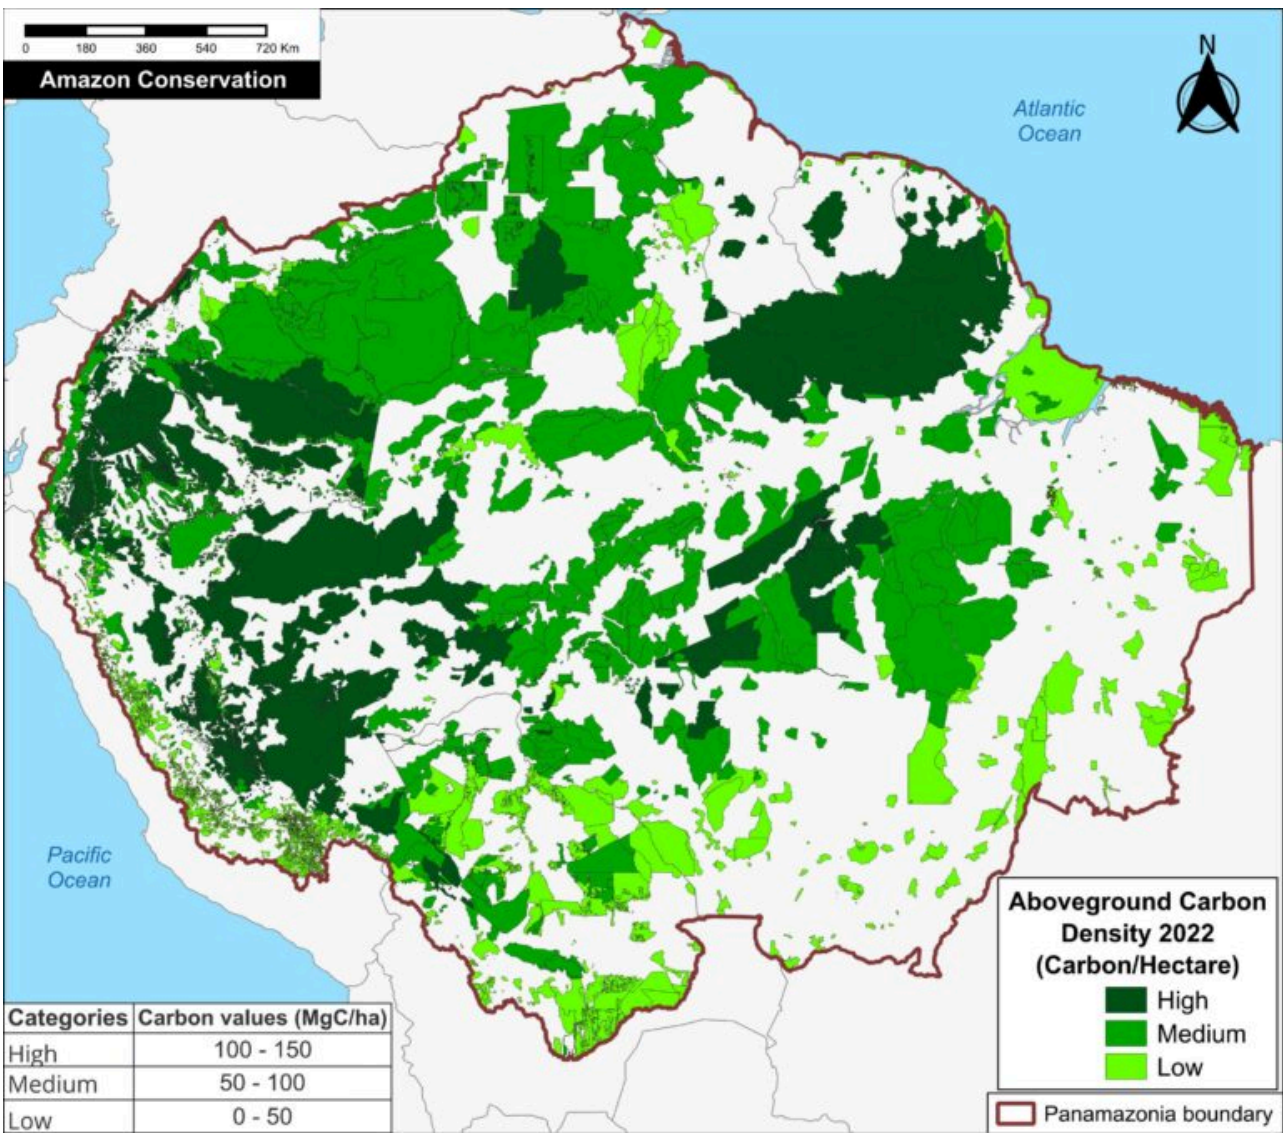 0 180 360 540 720 Km
Amazon Conservation
N
Atlantic
Ocean
Pacific
Ocean
Aboveground Carbon
Density 2022
(Carbon/Hectare)
High
Medium
Low
Categories Carbon values (MgC/ha)
High 100 - 150
Medium 50 - 100
Low 0 - 50
Panamazonia boundary